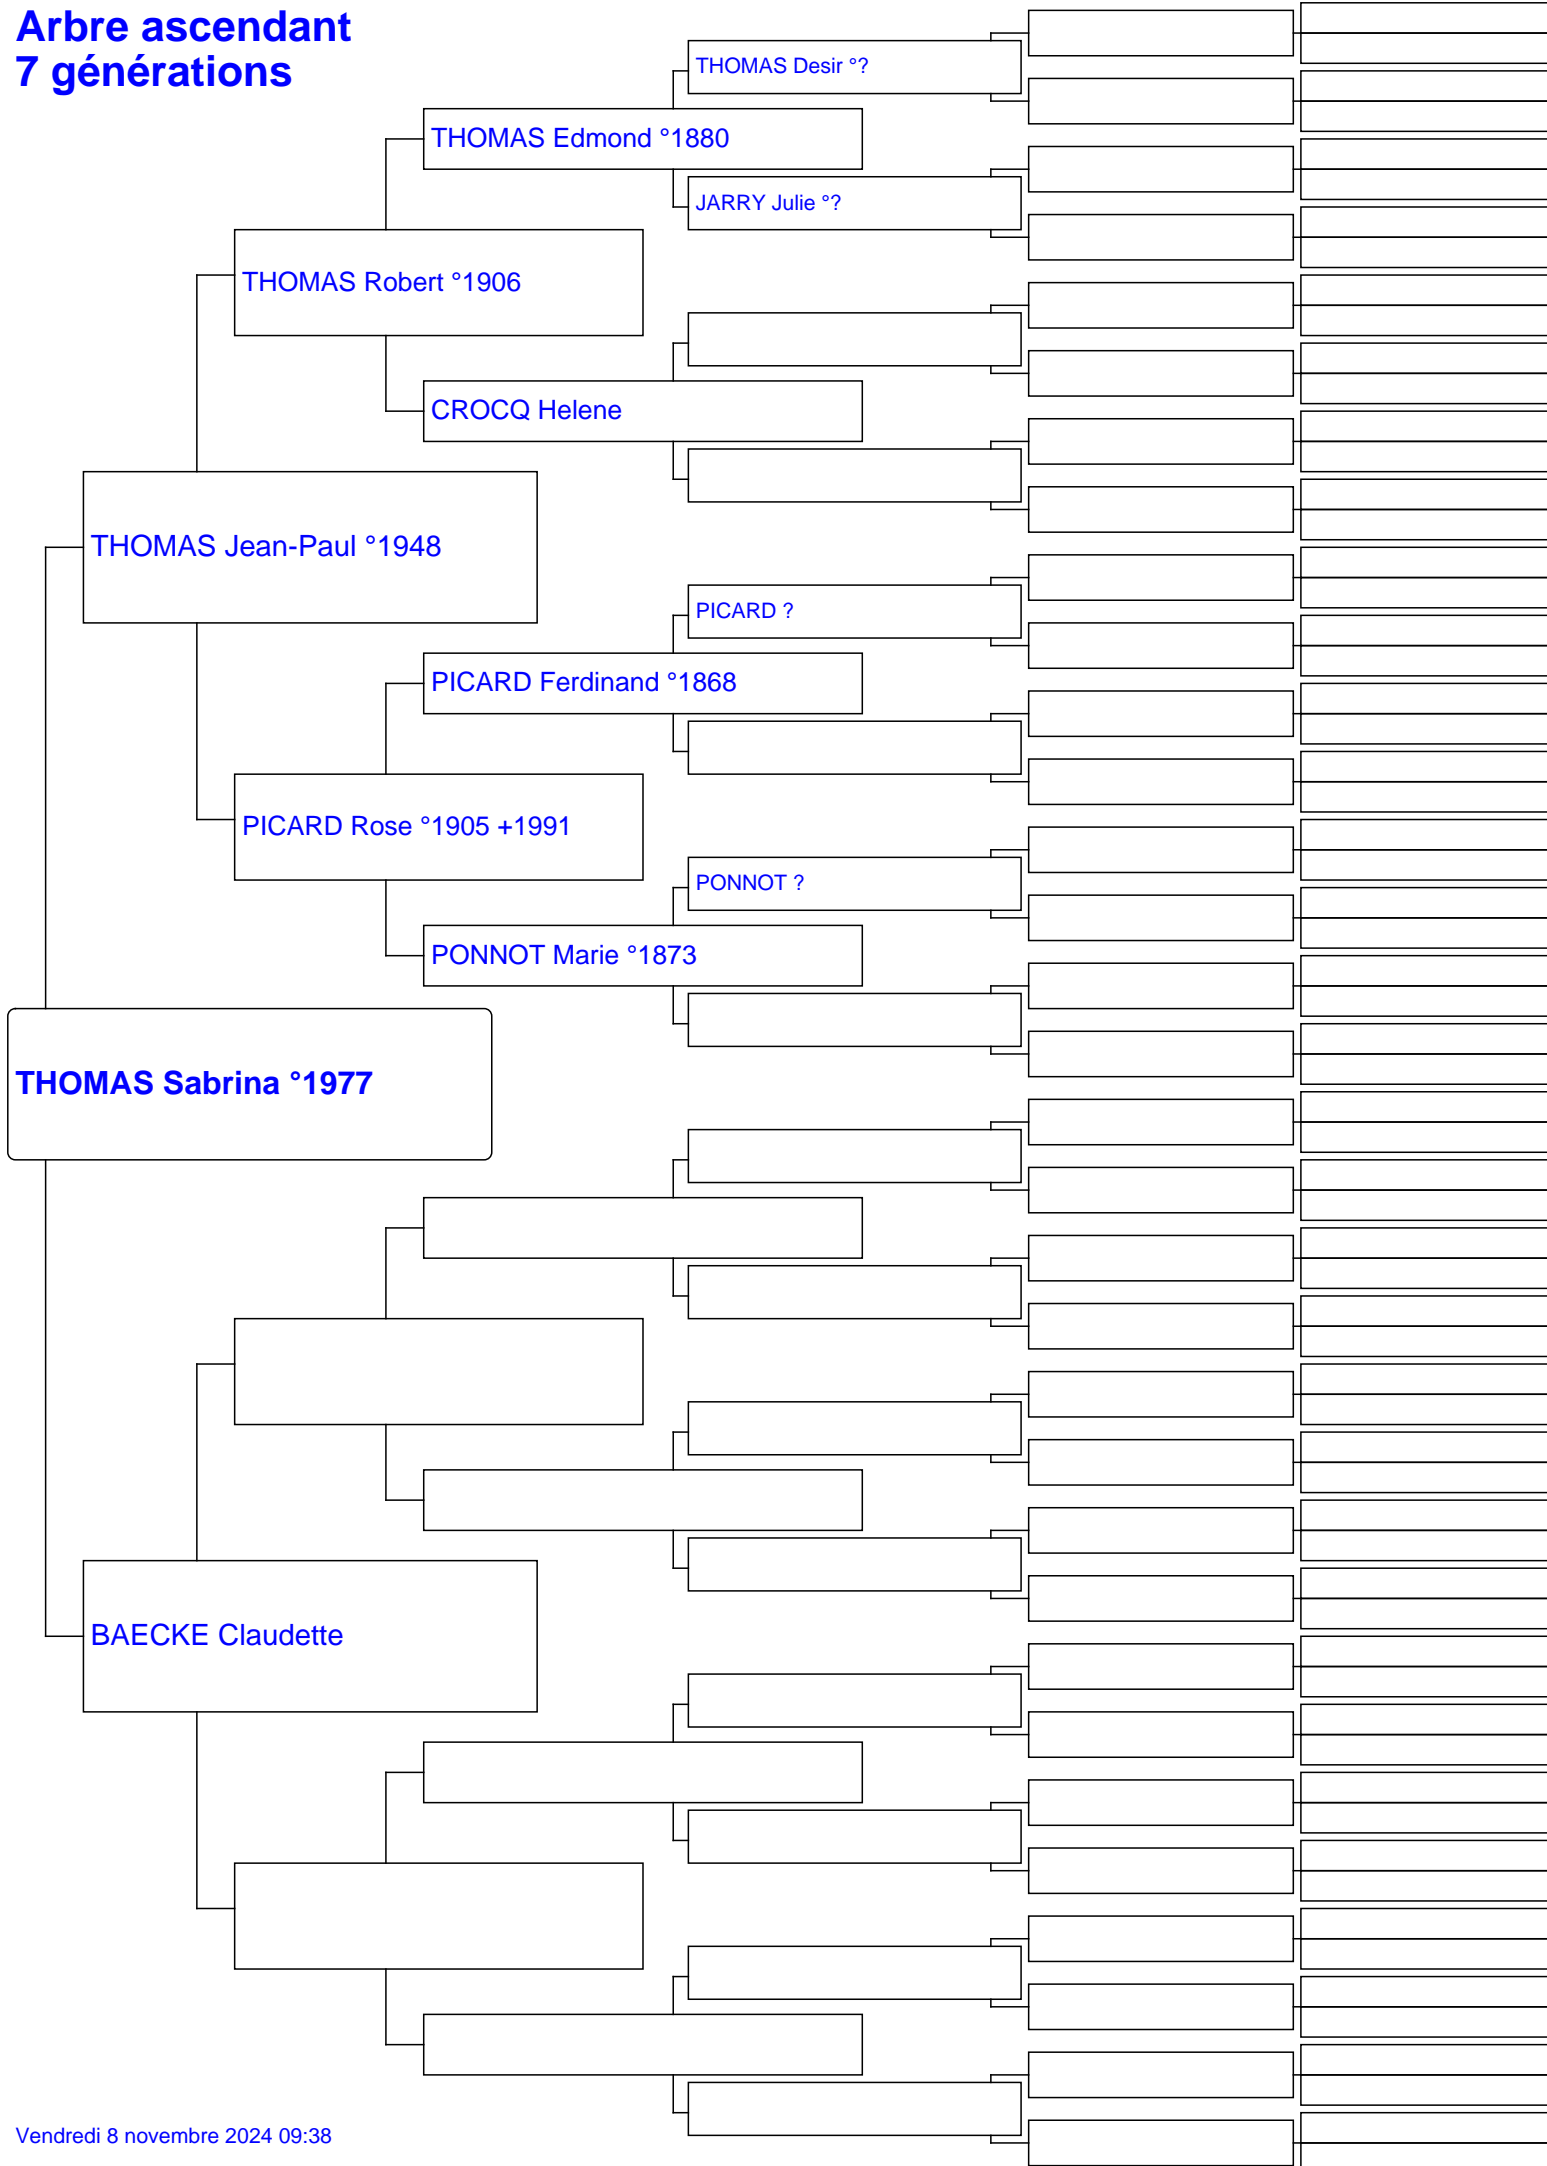 Arbre ascendant
7 générations
THOMAS Desir °?
THOMAS Edmond °1880
JARRY Julie °?
THOMAS Robert °1906
CROCQ Helene
THOMAS Jean-Paul °1948
PICARD ?
PICARD Ferdinand °1868
PICARD Rose °1905 +1991
PONNOT ?
PONNOT Marie °1873
THOMAS Sabrina °1977
BAECKE Claudette
Vendredi 8 novembre 2024 09:38